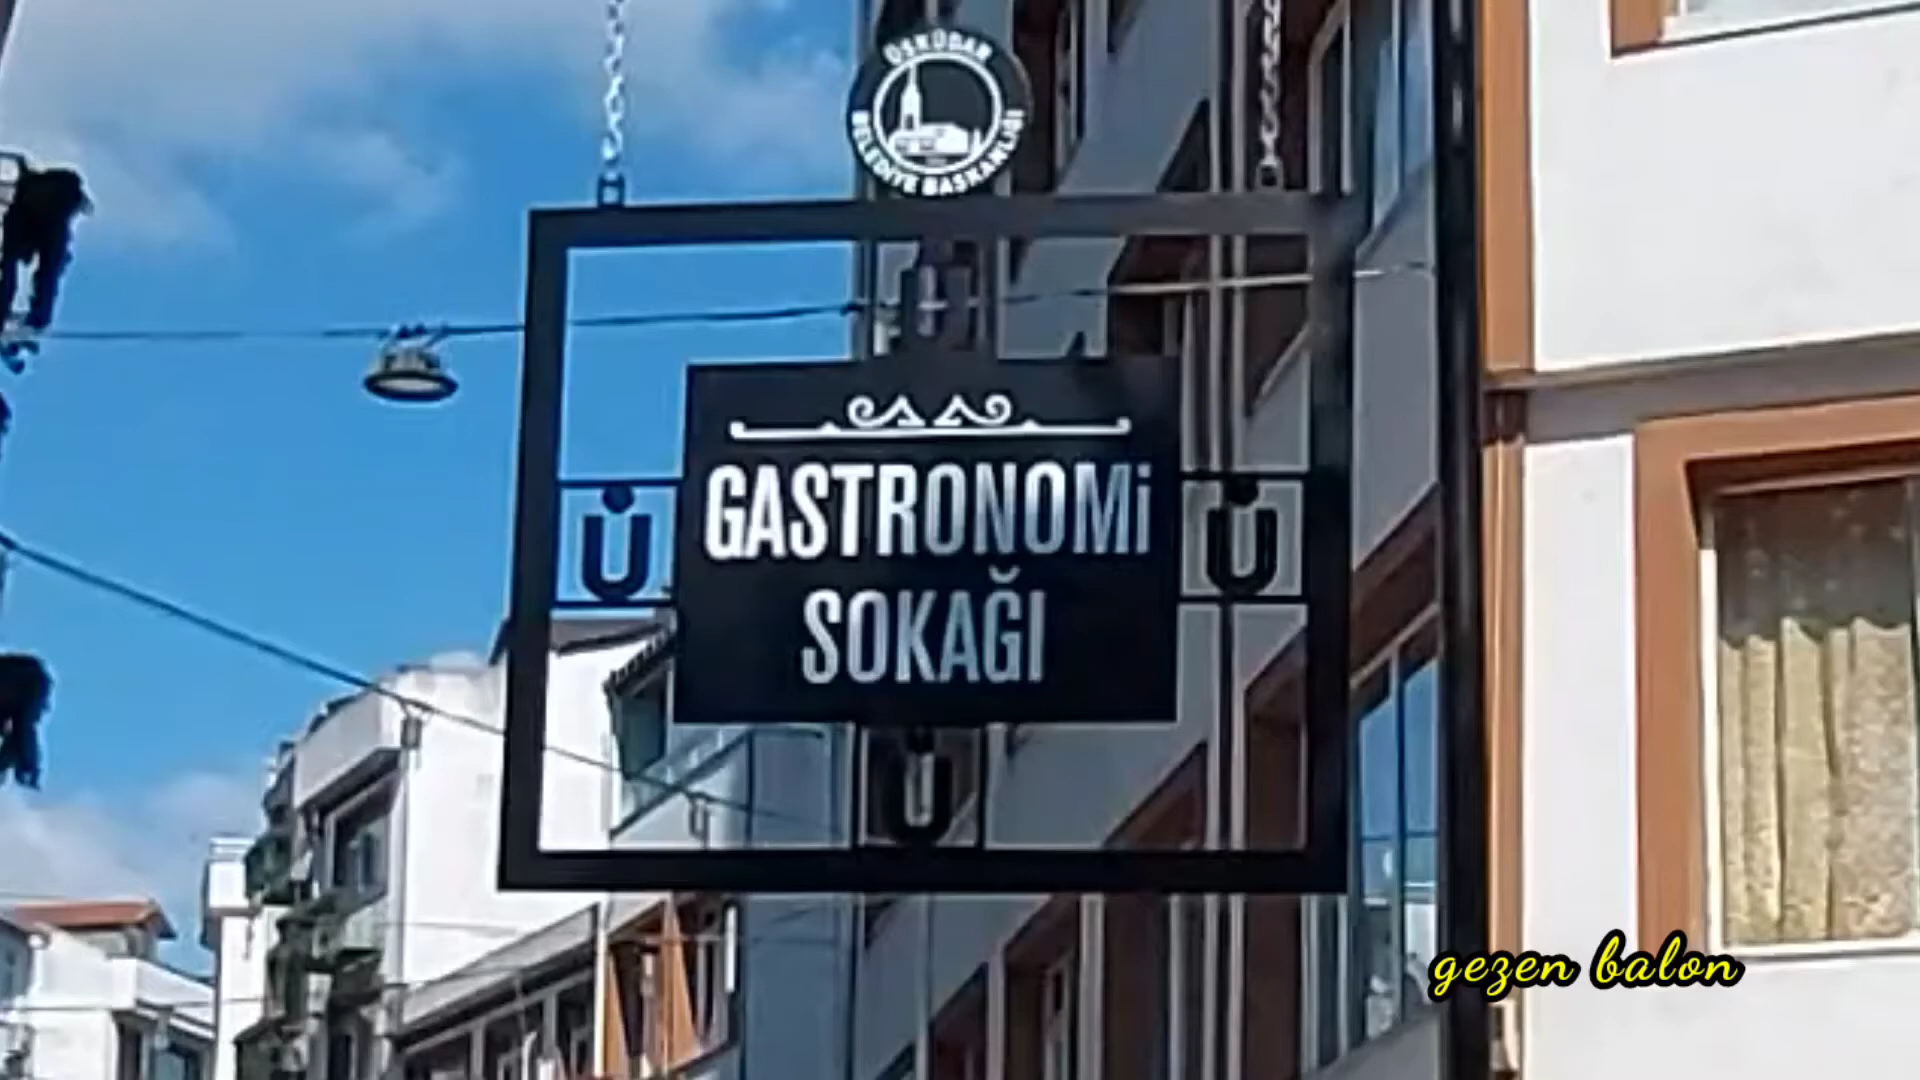 ÜSKÜDAR
BELEDİYE BAŞKANLIĞI
Ü
GASTRONOMİ
SOKAĞI
Ü
Ü
Ü
gezen balon